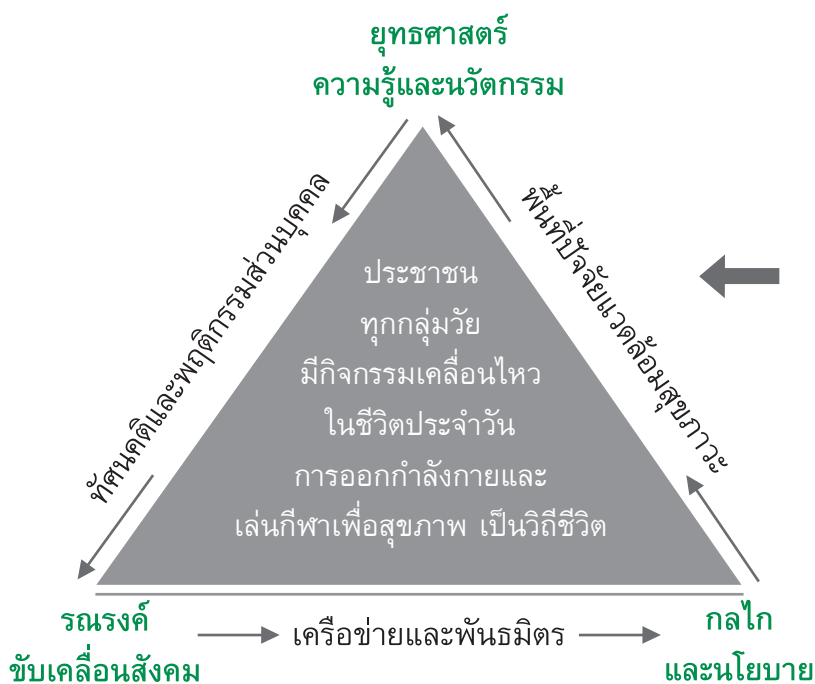 ยุทธศาสตร์
ความรู้และนวัตกรรม
ทัศนคติและพฤติกรรมส่วนบุคคล
พื้นที่ปัจจัยแวดล้อมสุขภาวะ
ประชาชน
ทุกกลุ่มวัย
มีกิจกรรมเคลื่อนไหว
ในชีวิตประจำวัน
การออกกำลังกายและ
เล่นกีฬาเพื่อสุขภาพ เป็นวิถีชีวิต
รณรงค์
ขับเคลื่อนสังคม
เครือข่ายและพันธมิตร
กลไก
และนโยบาย